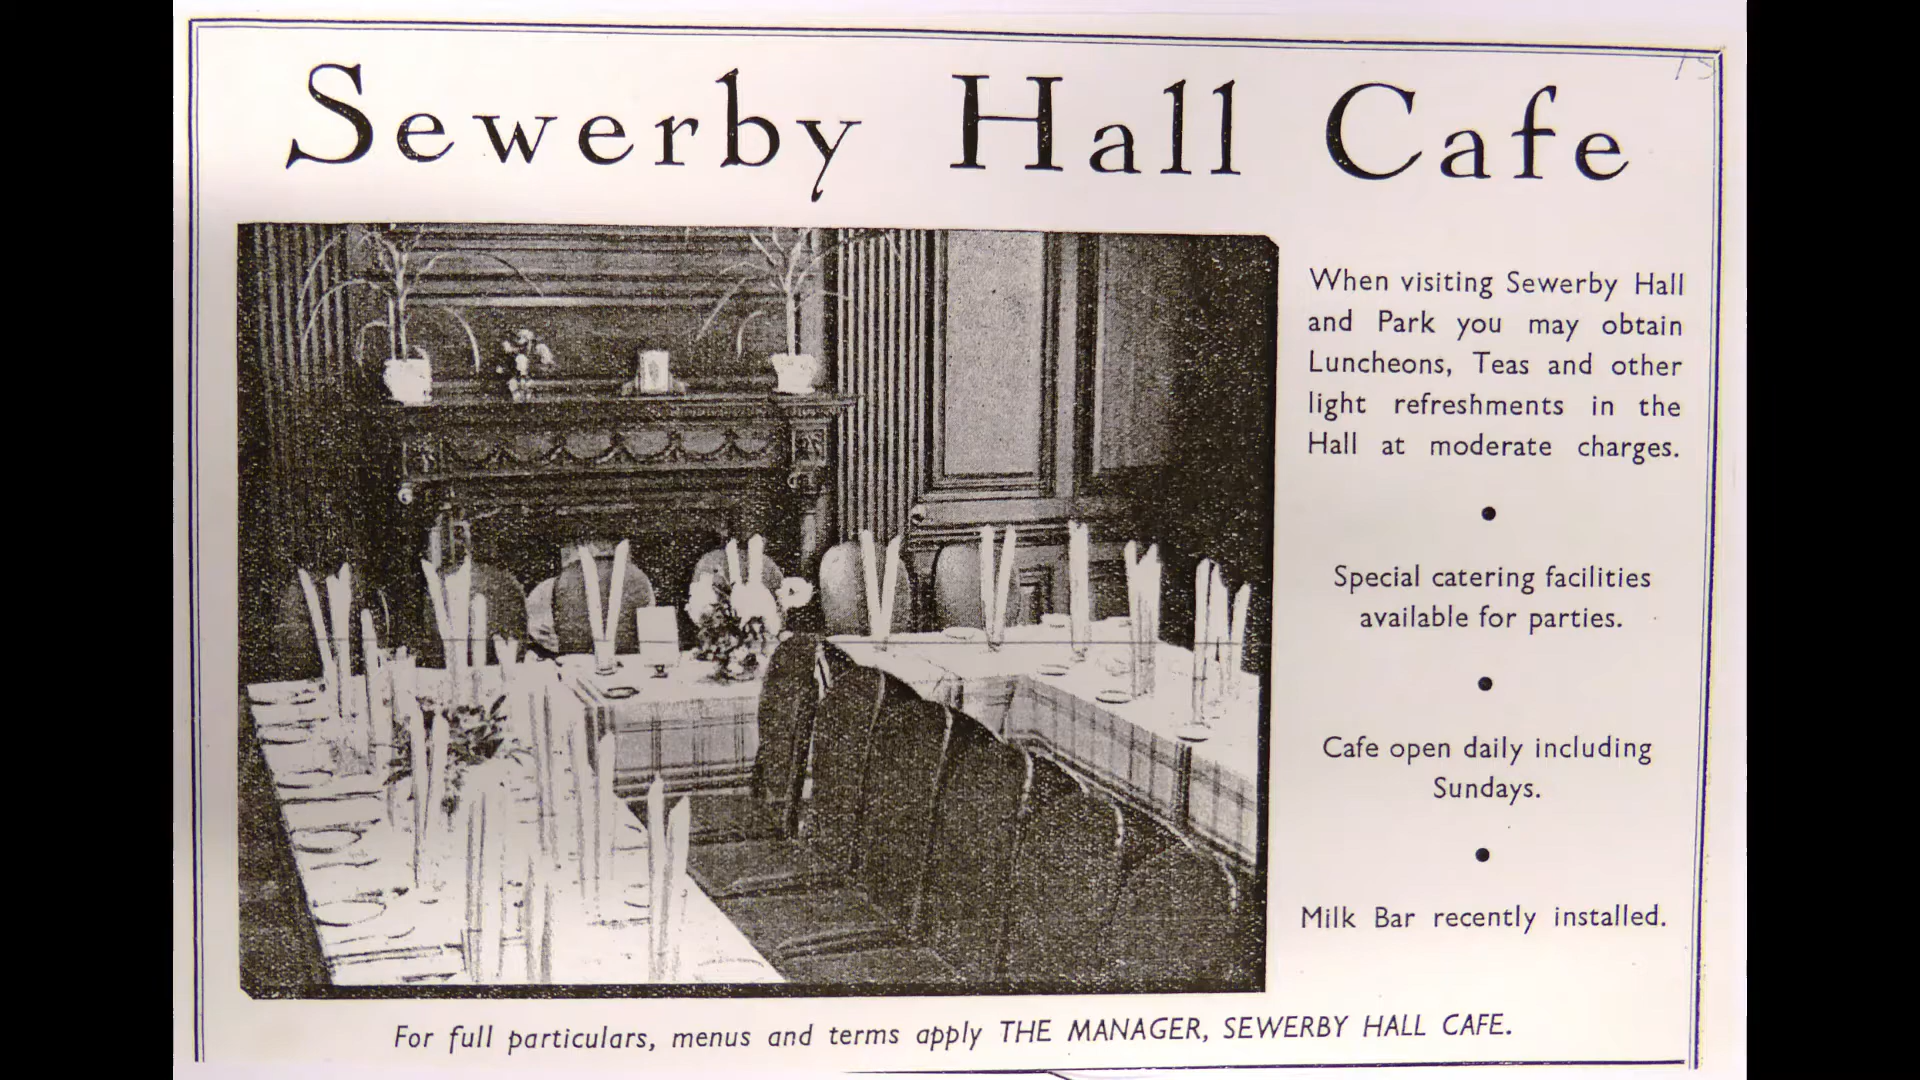 Sewerby Hall Cafe
When visiting Sewerby Hall
and Park you may obtain
Luncheons, Teas and other
light refreshments in the
Hall at moderate charges.
Special catering facilities
available for parties.
Cafe open daily including
Sundays.
Milk Bar recently installed.
For full particulars, menus and terms apply THE MANAGER, SEWERBY HALL CAFE.